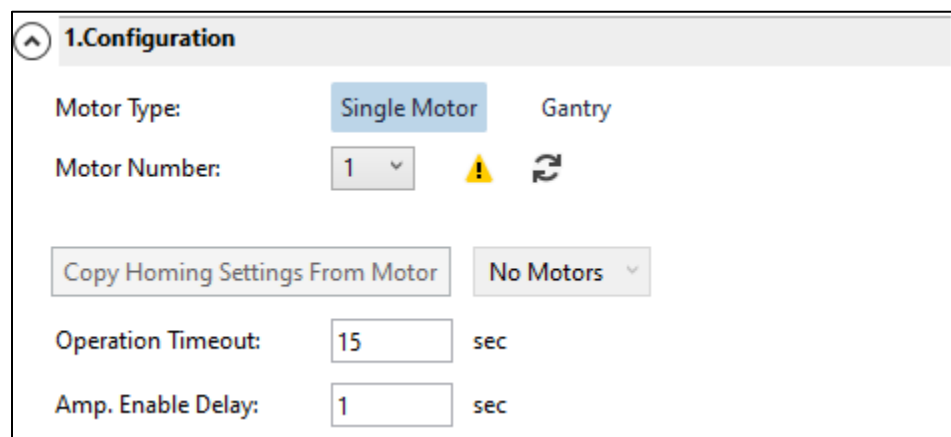 1.Configuration
Motor Type: Single Motor Gantry
Motor Number: 1
Copy Homing Settings From Motor No Motors
Operation Timeout: 15 sec
Amp. Enable Delay: 1 sec